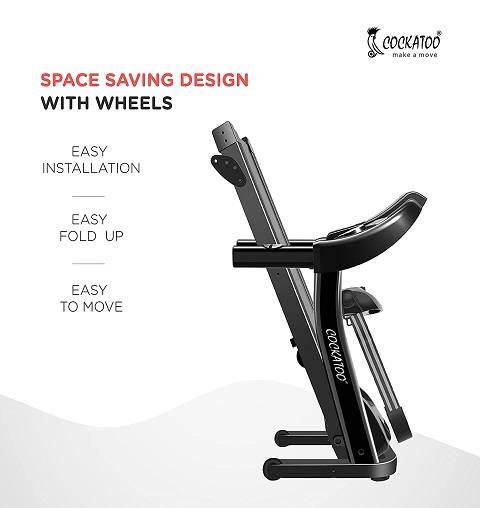 COCKATOO®
make a move
SPACE SAVING DESIGN
WITH WHEELS
EASY
INSTALLATION
EASY
FOLD UP
EASY
TO MOVE
COCKATOO®